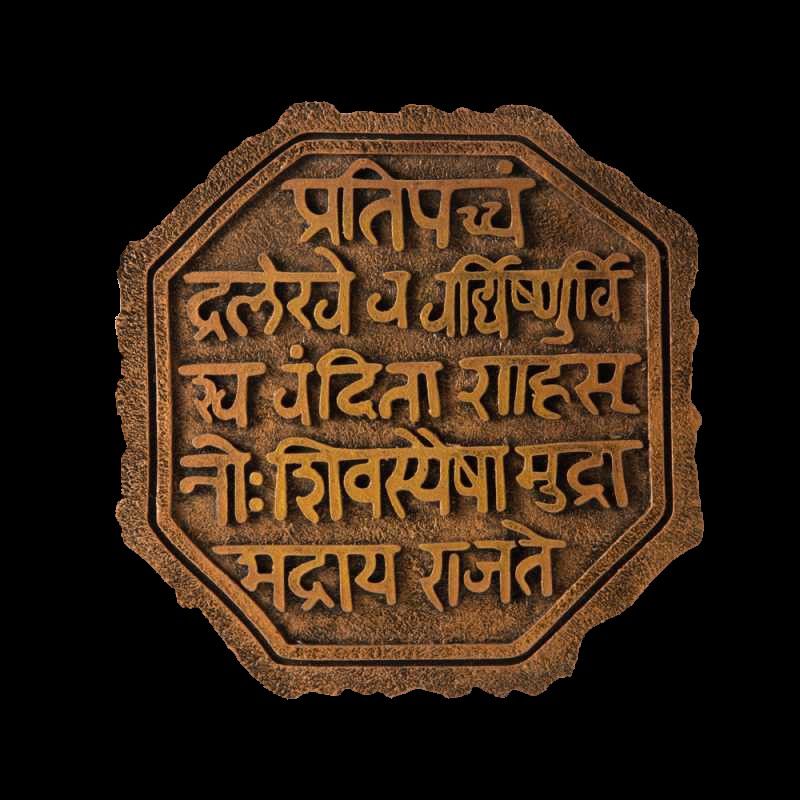 प्रतिपच्चं
द्रलेखेव वर्धिष्णुर्वि
स्व वंदिता शाहसू
नोः शिवस्यैषा मुद्रा
भद्राय राजते